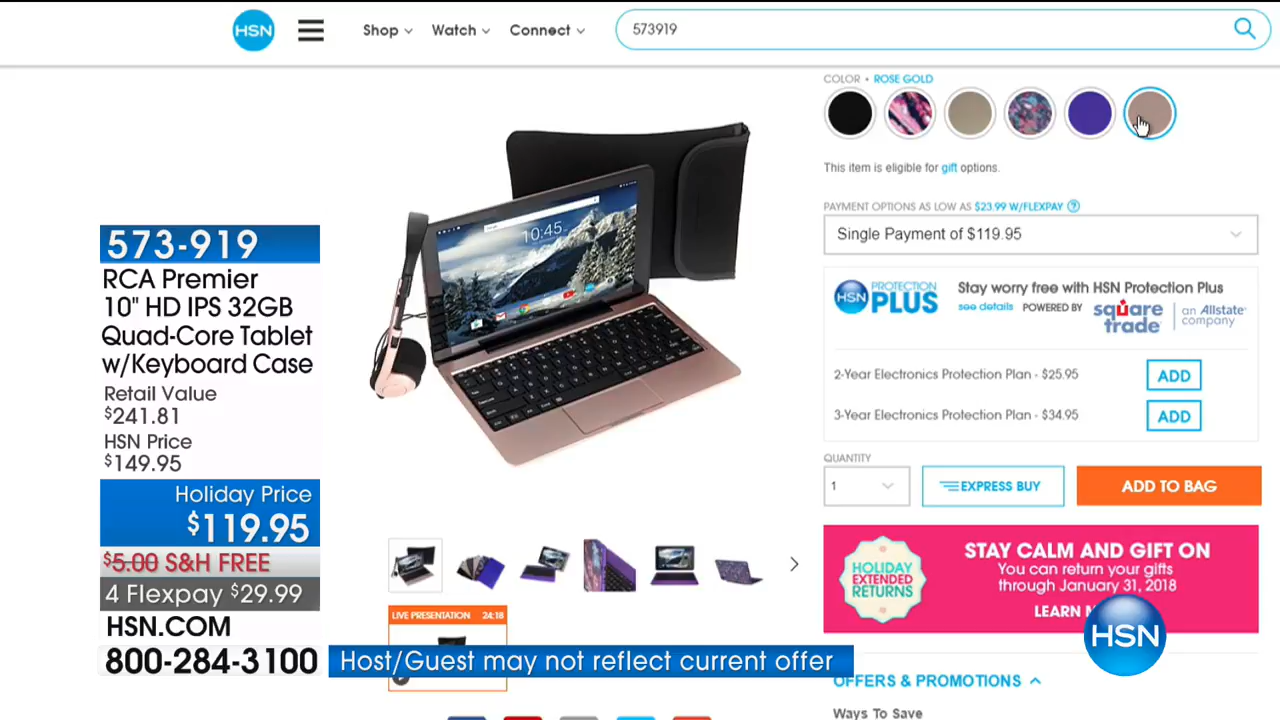 HSN
Shop
Watch
Connect
573919
COLOR • ROSE GOLD
This item is eligible for gift options.
PAYMENT OPTIONS AS LOW AS $23.99 W/FLEXPAY ?
Single Payment of $119.95
HSN PROTECTION PLUS
Stay worry free with HSN Protection Plus
see details POWERED BY square trade an Allstate company
2-Year Electronics Protection Plan - $25.95 ADD
3-Year Electronics Protection Plan - $34.95 ADD
QUANTITY
1
EXPRESS BUY
ADD TO BAG
HOLIDAY
EXTENDED
RETURNS
STAY CALM AND GIFT ON
You can return your gifts
through January 31, 2018
LEARN
HSN
OFFERS & PROMOTIONS
Ways To Save
10:45
573-919
RCA Premier
10" HD IPS 32GB
Quad-Core Tablet
w/Keyboard Case
Retail Value
$241.81
HSN Price
$149.95
Holiday Price
$119.95
$5.00 S&H FREE
4 Flexpay $29.99
HSN.COM
800-284-3100
LIVE PRESENTATION 24:18
Host/Guest may not reflect current offer